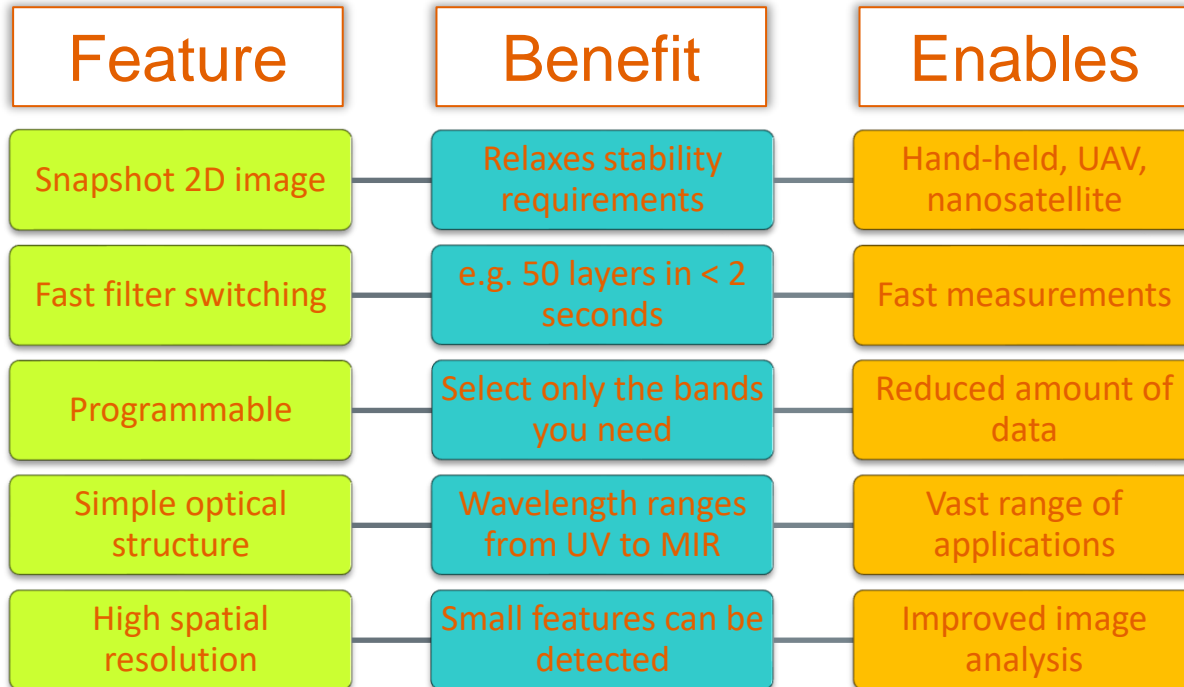 Feature
Benefit
Enables
Snapshot 2D image
Relaxes stability
requirements
Hand-held, UAV,
nanosatellite
Fast filter switching
e.g. 50 layers in < 2
seconds
Fast measurements
Programmable
Select only the bands
you need
Reduced amount of
data
Simple optical
structure
Wavelength ranges
from UV to MIR
Vast range of
applications
High spatial
resolution
Small features can be
detected
Improved image
analysis